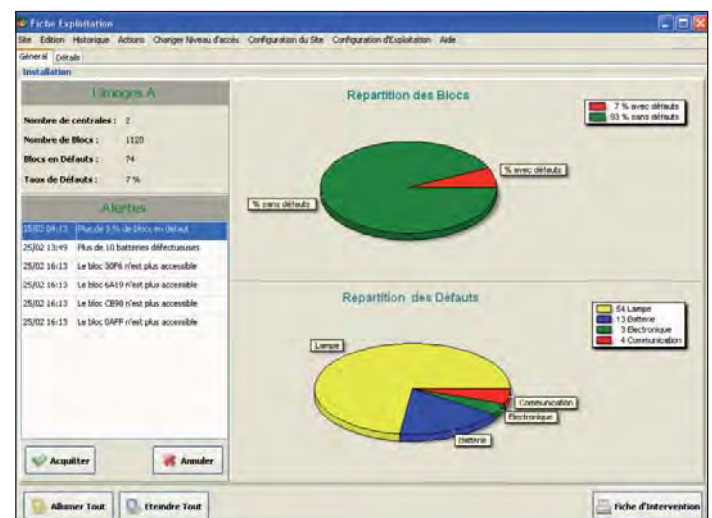 Fiche Exploitation
Site Edition Historique Actions Changer Niveau d'accès Configuration du Site Configuration d'Exploitation Aide
Général Détails
Installation
Limoges A
Nombre de centrales : 2
Nombre de Blocs : 1120
Blocs en Défauts : 74
Taux de Défauts : 7 %
Alertes
25/02 04:13 Plus de 3 % de blocs en défaut
25/02 13:49 Plus de 10 batteries défectueuses
25/02 16:13 Le bloc 30F6 n'est plus accessible
25/02 16:13 Le bloc 6A19 n'est plus accessible
25/02 16:13 Le bloc CB90 n'est plus accessible
25/02 16:13 Le bloc 0AFF n'est plus accessible
Acquitter
Annuler
Repartition des Blocs
7 % avec défauts
93 % sans défauts
% avec défauts
% sans défauts
Repartition des Défauts
54 Lampe
13 Batterie
3 Electronique
4 Communication
Lampe
Communication
Electronique
Batterie
Allumer Tout
Eteindre Tout
Fiche d'Intervention